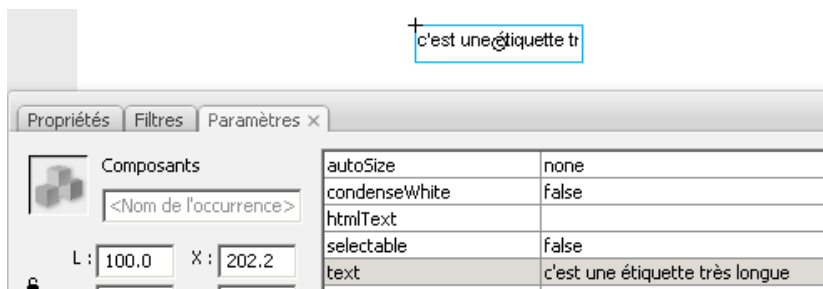 c'est une étiquette tr
Propriétés Filtres Paramètres ×
Composants
<Nom de l'occurrence>
L : 100.0 X : 202.2
autoSize none
condenseWhite false
htmlText
selectable false
text c'est une étiquette très longue